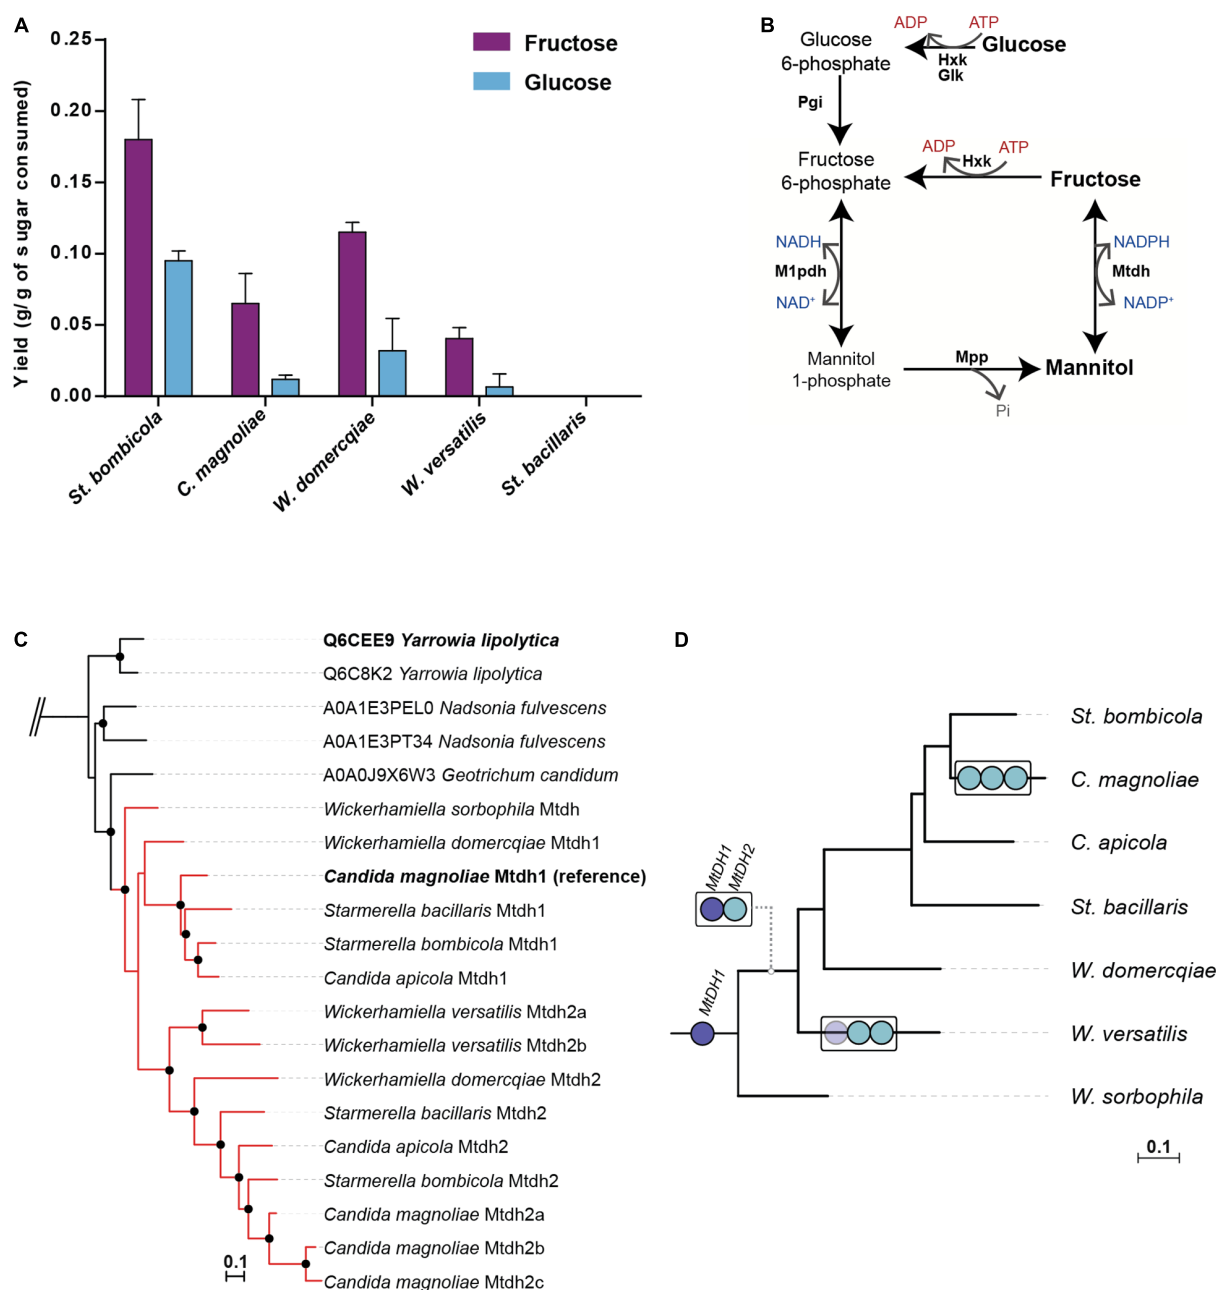 A
Yield (g/g of sugar consumed)
0.25
0.20
0.15
0.10
0.05
0.00
Fructose
Glucose
St. bombicola
C. magnoliae
W. domercqiae
W. versatilis
St. bacillaris
B
ADP
ATP
Glucose
6-phosphate
Glucose
Hxk
Glk
Pgi
ADP
ATP
Hxk
Fructose
6-phosphate
Fructose
NADH
M1pdh
NAD+
NADPH
Mtdh
NADP+
Mannitol
1-phosphate
Mpp
Pi
Mannitol
C
Q6CEE9 Yarrowia lipolytica
Q6C8K2 Yarrowia lipolytica
A0A1E3PEL0 Nadsonia fulvescens
A0A1E3PT34 Nadsonia fulvescens
A0A0J9X6W3 Geotrichum candidum
Wickerhamiella sorbophila Mtdh
Wickerhamiella domercqiae Mtdh1
Candida magnoliae Mtdh1 (reference)
Starmerella bacillaris Mtdh1
Starmerella bombicola Mtdh1
Candida apicola Mtdh1
Wickerhamiella versatilis Mtdh2a
Wickerhamiella versatilis Mtdh2b
Wickerhamiella domercqiae Mtdh2
Starmerella bacillaris Mtdh2
Candida apicola Mtdh2
Starmerella bombicola Mtdh2
Candida magnoliae Mtdh2a
Candida magnoliae Mtdh2b
Candida magnoliae Mtdh2c
0.1
D
St. bombicola
C. magnoliae
C. apicola
St. bacillaris
W. domercqiae
W. versatilis
W. sorbophila
MtDH1
MtDH2
MtDH1
0.1